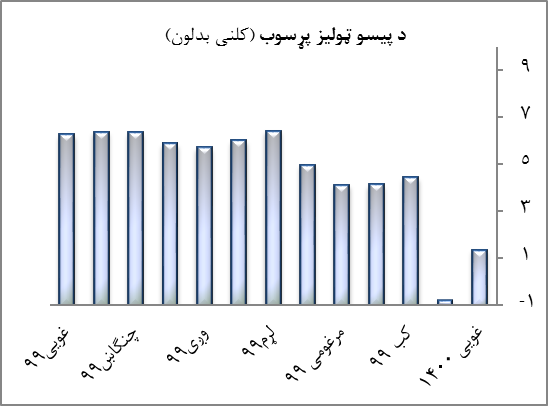 د پیسو ټولیز پړسوب (کلنی بدلون)
۹
۷
۵
۳
۱
-۱
غویی۹۹
چنګاښ۹۹
وږی۹۹
لړم۹۹
مرغومی ۹۹
کب ۹۹
غویی ۱۴۰۰